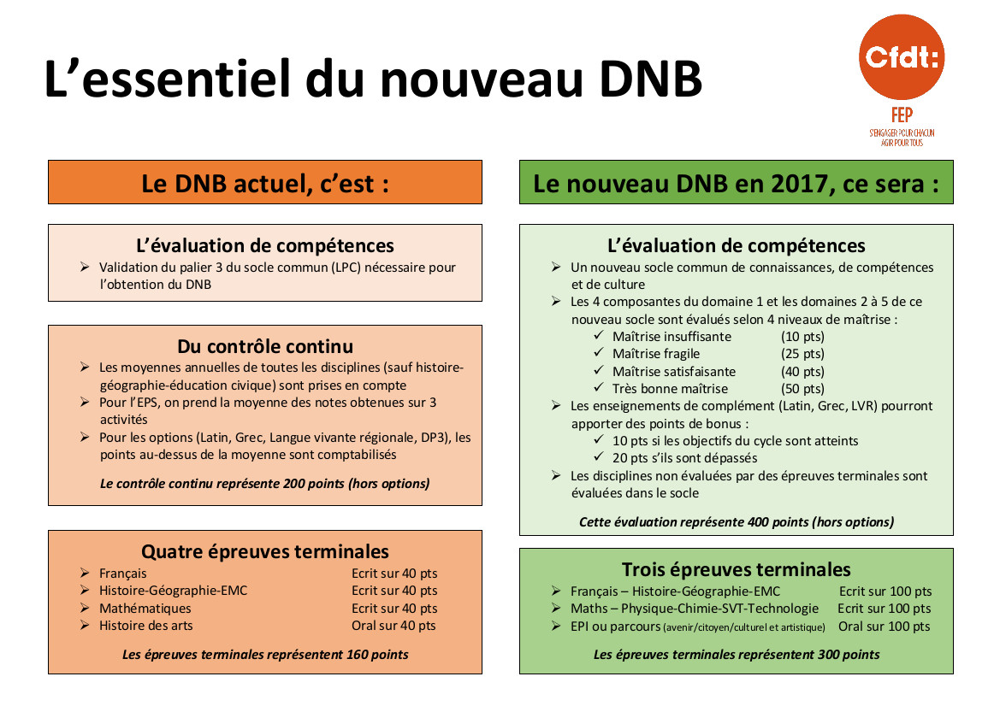 L’essentiel du nouveau DNB
Cfdt:
FEP
S'ENGAGER POUR CHACUN
AGIR POUR TOUS
Le DNB actuel, c’est :
L’évaluation de compétences
Validation du palier 3 du socle commun (LPC) nécessaire pour
l’obtention du DNB
Du contrôle continu
Les moyennes annuelles de toutes les disciplines (sauf histoire-
géographie-éducation civique) sont prises en compte
Pour l’EPS, on prend la moyenne des notes obtenues sur 3
activités
Pour les options (Latin, Grec, Langue vivante régionale, DP3), les
points au-dessus de la moyenne sont comptabilisés
Le contrôle continu représente 200 points (hors options)
Quatre épreuves terminales
Français Ecrit sur 40 pts
Histoire-Géographie-EMC Ecrit sur 40 pts
Mathématiques Ecrit sur 40 pts
Histoire des arts Oral sur 40 pts
Les épreuves terminales représentent 160 points
Le nouveau DNB en 2017, ce sera :
L’évaluation de compétences
Un nouveau socle commun de connaissances, de compétences
et de culture
Les 4 composantes du domaine 1 et les domaines 2 à 5 de ce
nouveau socle sont évalués selon 4 niveaux de maîtrise :
Maîtrise insuffisante (10 pts)
Maîtrise fragile (25 pts)
Maîtrise satisfaisante (40 pts)
Très bonne maîtrise (50 pts)
Les enseignements de complément (Latin, Grec, LVR) pourront
apporter des points de bonus :
10 pts si les objectifs du cycle sont atteints
20 pts s’ils sont dépassés
Les disciplines non évaluées par des épreuves terminales sont
évaluées dans le socle
Cette évaluation représente 400 points (hors options)
Trois épreuves terminales
Français – Histoire-Géographie-EMC Ecrit sur 100 pts
Maths – Physique-Chimie-SVT-Technologie Ecrit sur 100 pts
EPI ou parcours (avenir/citoyen/culturel et artistique) Oral sur 100 pts
Les épreuves terminales représentent 300 points